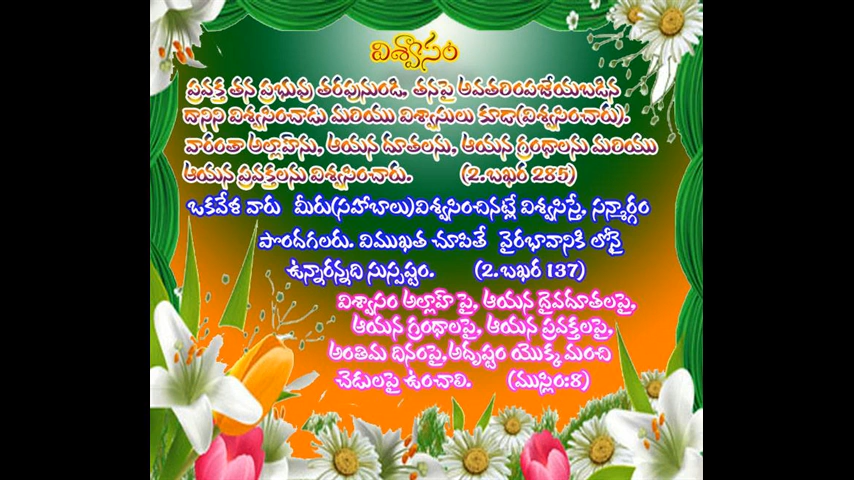 విశ్వాసం
ప్రవక్త తన ప్రభువు తరపునుండి, తనపై అవతరింపజేయబడిన
దానిని విశ్వసించాడు మరియు విశ్వాసులు కూడా(విశ్వసించారు).
వారంతా అల్లాహ్‌ను, ఆయన దూతలను, ఆయన గ్రంథాలను మరియు
ఆయన ప్రవక్తలను విశ్వసించారు. (2.బఖర 285)
ఒకవేళ వారు మీరు(సహాబాలు)విశ్వసించినట్లే విశ్వసిస్తే, సన్మార్గం
పొందగలరు. విముఖత చూపితే వైరభావానికి లోనై
ఉన్నారన్నది సుస్పష్టం. (2.బఖర 137)
విశ్వాసం అల్లాహ్ పై, ఆయన దైవదూతలపై,
ఆయన గ్రంథాలపై, ఆయన ప్రవక్తలపై,
అంతిమ దినంపై,అదృష్టం యొక్క మంచి
చెడులపై ఉంచాలి. (ముస్లిం:8)